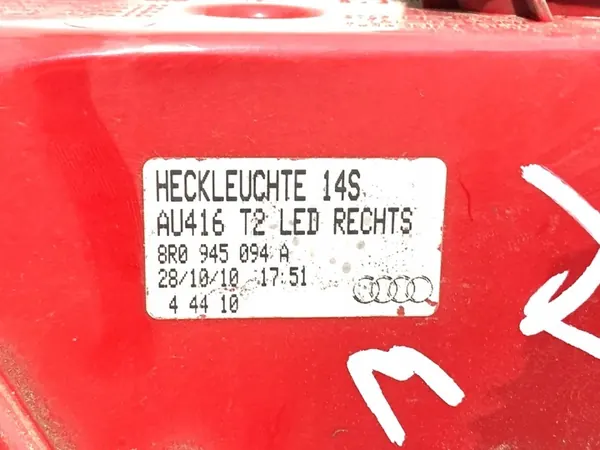 HECKLEUCHTE 14S
AU416 T2 LED RECHTS
8R0 945 094 A
28/10/10 17:51
4 44 10